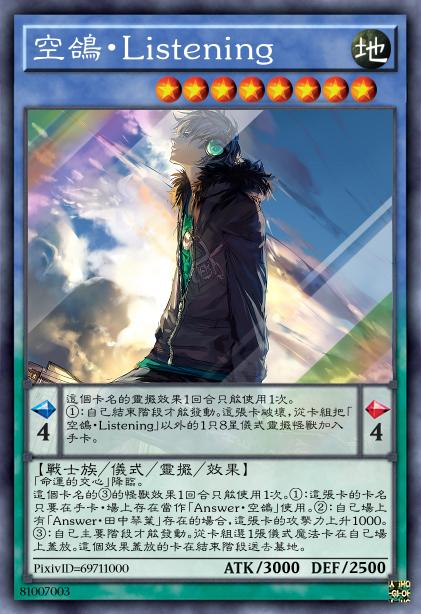 空鴿・Listening
地
這個卡名的靈擺效果1回合只能使用1次。
①:自己結束階段才能發動。這張卡破壞,從卡組把「
空鴿・Listening」以外的1只8星儀式靈擺怪獸加入
手卡。
4
4
【戰士族/儀式/靈擺/效果】
「命運的交心」降臨。
這個卡名的③的怪獸效果1回合只能使用1次。①:這張卡的卡
名只要在手卡・場上存在當作「Answer・空鴿」使用。②:自己場上
有「Answer・田中琴葉」存在的場合,這張卡的攻擊力上升1000。
③:自己主要階段才能發動。從卡組選1張儀式魔法卡在自己場
上蓋放。這個效果蓋放的卡在結束階段送去墓地。
PixivID=69711000
ATK/3000 DEF/2500
81007003